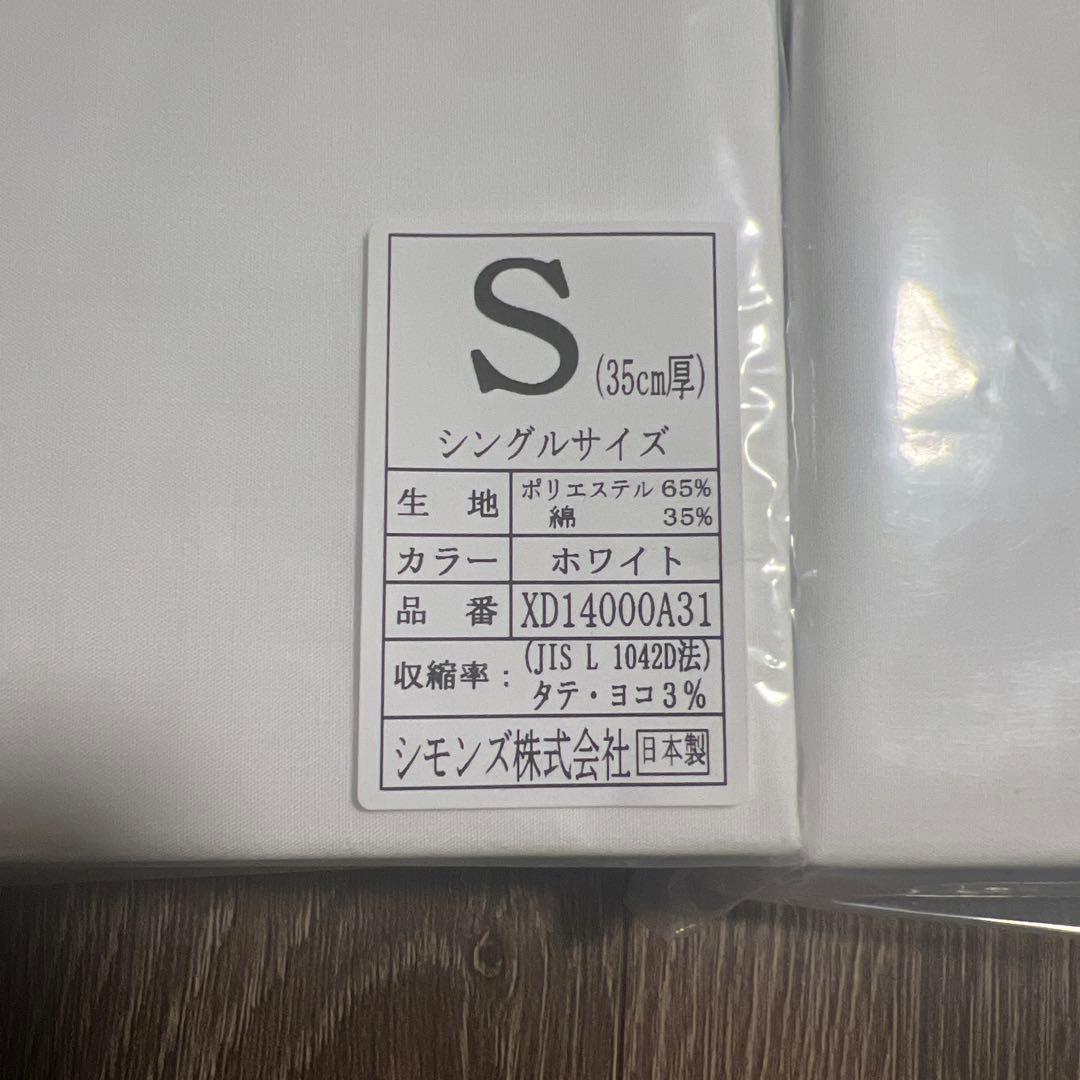 S (35cm厚)
シングルサイズ
生地 ポリエステル 65%
綿 35%
カラー ホワイト
品番 XD14000A31
収縮率: (JIS L 1042D法)
タテ・ヨコ3%
シモンズ株式会社 日本製